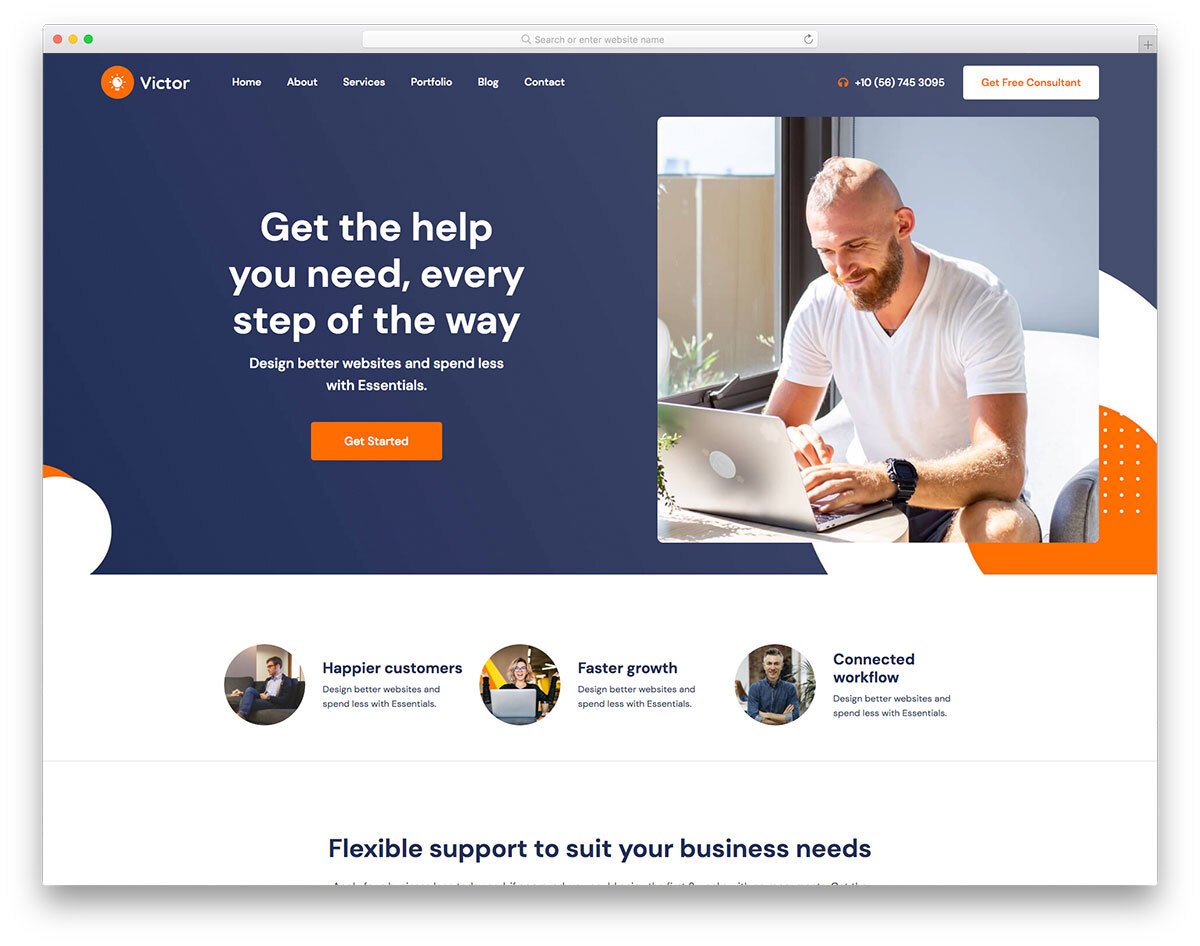 Search or enter website name
Victor
Home
About
Services
Portfolio
Blog
Contact
+10 (56) 745 3095
Get Free Consultant
Get the help
you need, every
step of the way
Design better websites and spend less
with Essentials.
Get Started
Happier customers
Design better websites and
spend less with Essentials.
Faster growth
Design better websites and
spend less with Essentials.
Connected
workflow
Design better websites and
spend less with Essentials.
Flexible support to suit your business needs